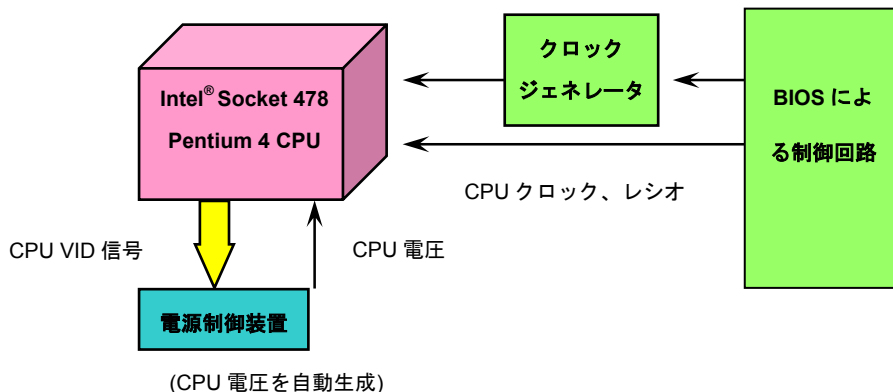 クロック
ジェネレータ
Intel® Socket 478
Pentium 4 CPU
BIOS によ
る制御回路
CPU クロック、レシオ
CPU VID 信号
CPU 電圧
電源制御装置
(CPU 電圧を自動生成)